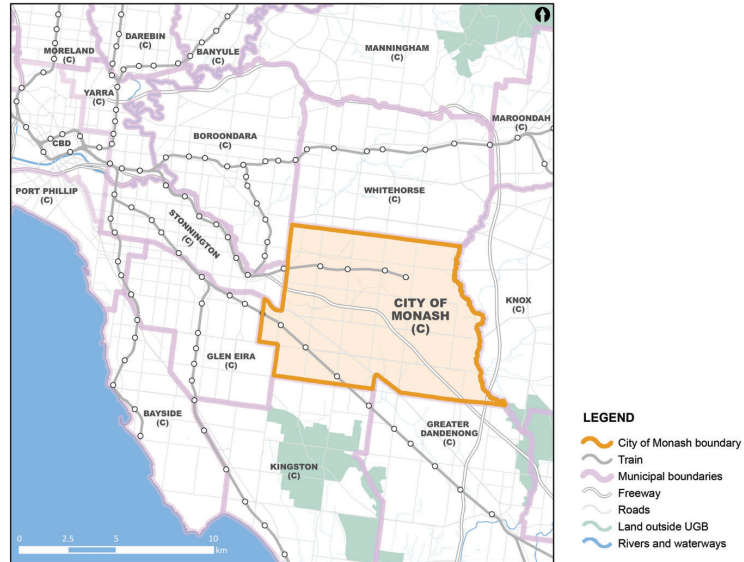 MORELAND
(C)
DAREBIN
(C)
BANYULE
(C)
MANNINGHAM
(C)
YARRA
(C)
MAROONDAH
(C)
BOROONDARA
(C)
CBD
WHITEHORSE
(C)
PORT PHILLIP
(C)
STONNINGTON
(C)
CITY OF
MONASH
(C)
KNOX
(C)
GLEN EIRA
(C)
BAYSIDE
(C)
GREATER
DANDENONG
(C)
KINGSTON
(C)
0 2.5 5 10
km
LEGEND
City of Monash boundary
Train
Municipal boundaries
Freeway
Roads
Land outside UGB
Rivers and waterways